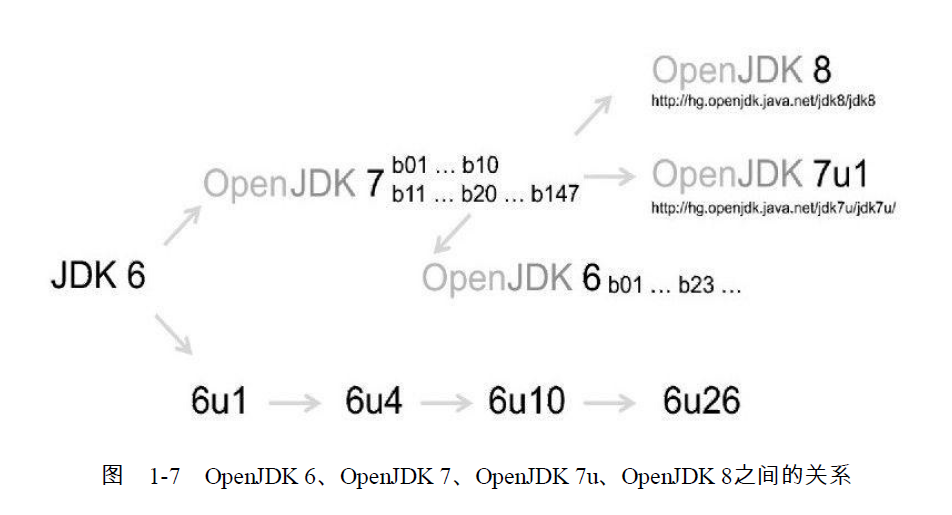 OpenJDK 8
http://hg.openjdk.java.net/jdk8/jdk8
OpenJDK 7 b01 … b10
b11 … b20 … b147
OpenJDK 7u1
http://hg.openjdk.java.net/jdk7u/jdk7u/
JDK 6
OpenJDK 6 b01 … b23 …
6u1
6u4
6u10
6u26
图 1-7 OpenJDK 6、OpenJDK 7、OpenJDK 7u、OpenJDK 8之间的关系